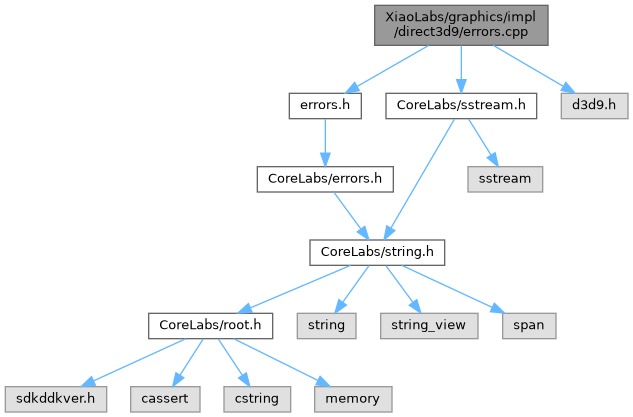 XiaoLabs/graphics/impl
/direct3d9/errors.cpp
errors.h
CoreLabs/sstream.h
d3d9.h
CoreLabs/errors.h
sstream
CoreLabs/string.h
CoreLabs/root.h
string
string_view
span
sdkddkver.h
cassert
cstring
memory